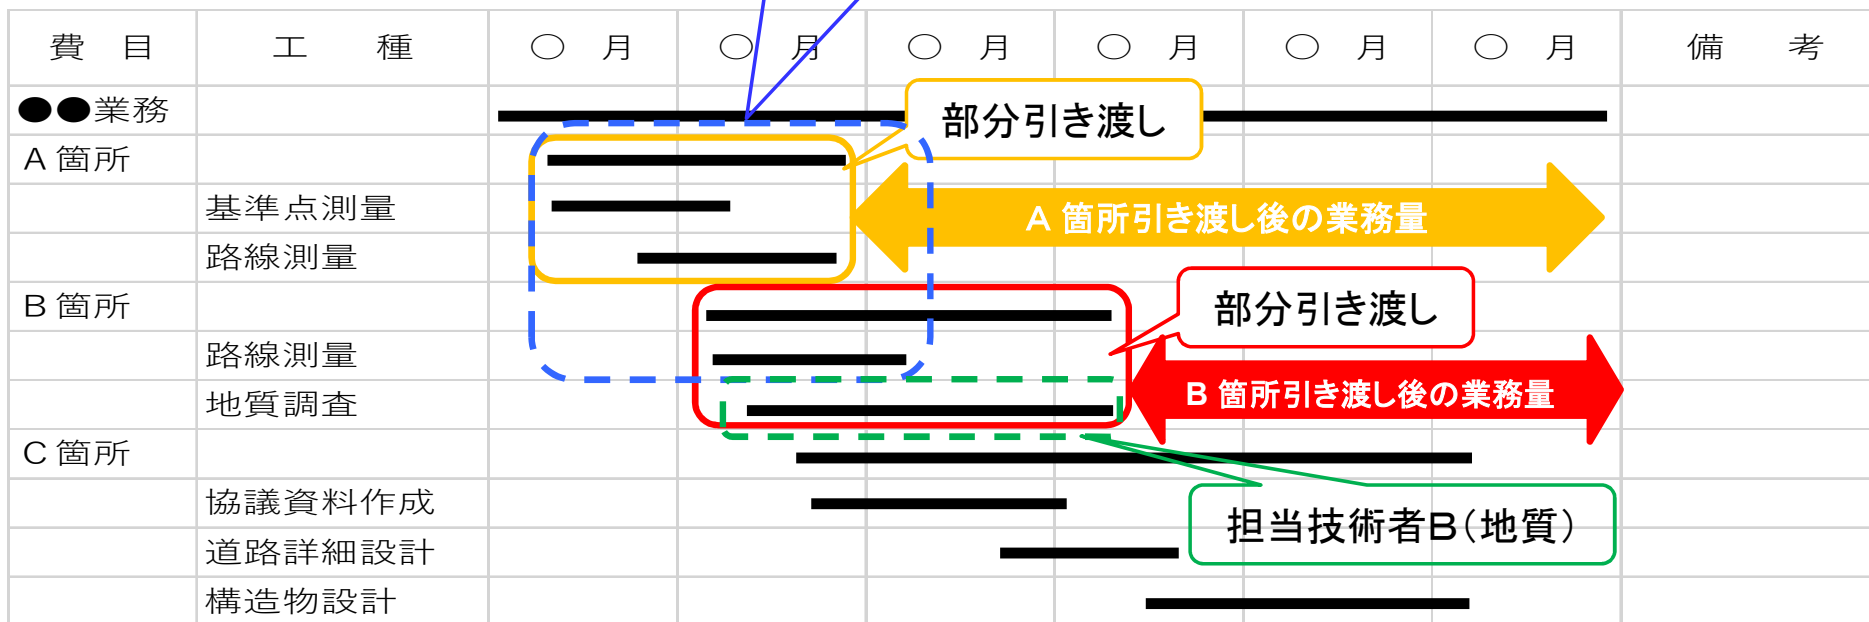 費　目　工　種　〇　月　〇　月　〇　月　〇　月　〇　月　〇　月　備　考
●●業務
部分引き渡し
A箇所
基準点測量
A 箇所引き渡し後の業務量
路線測量
B箇所
部分引き渡し
路線測量
B 箇所引き渡し後の業務量
地質調査
C箇所
協議資料作成
担当技術者B（地質）
道路詳細設計
構造物設計